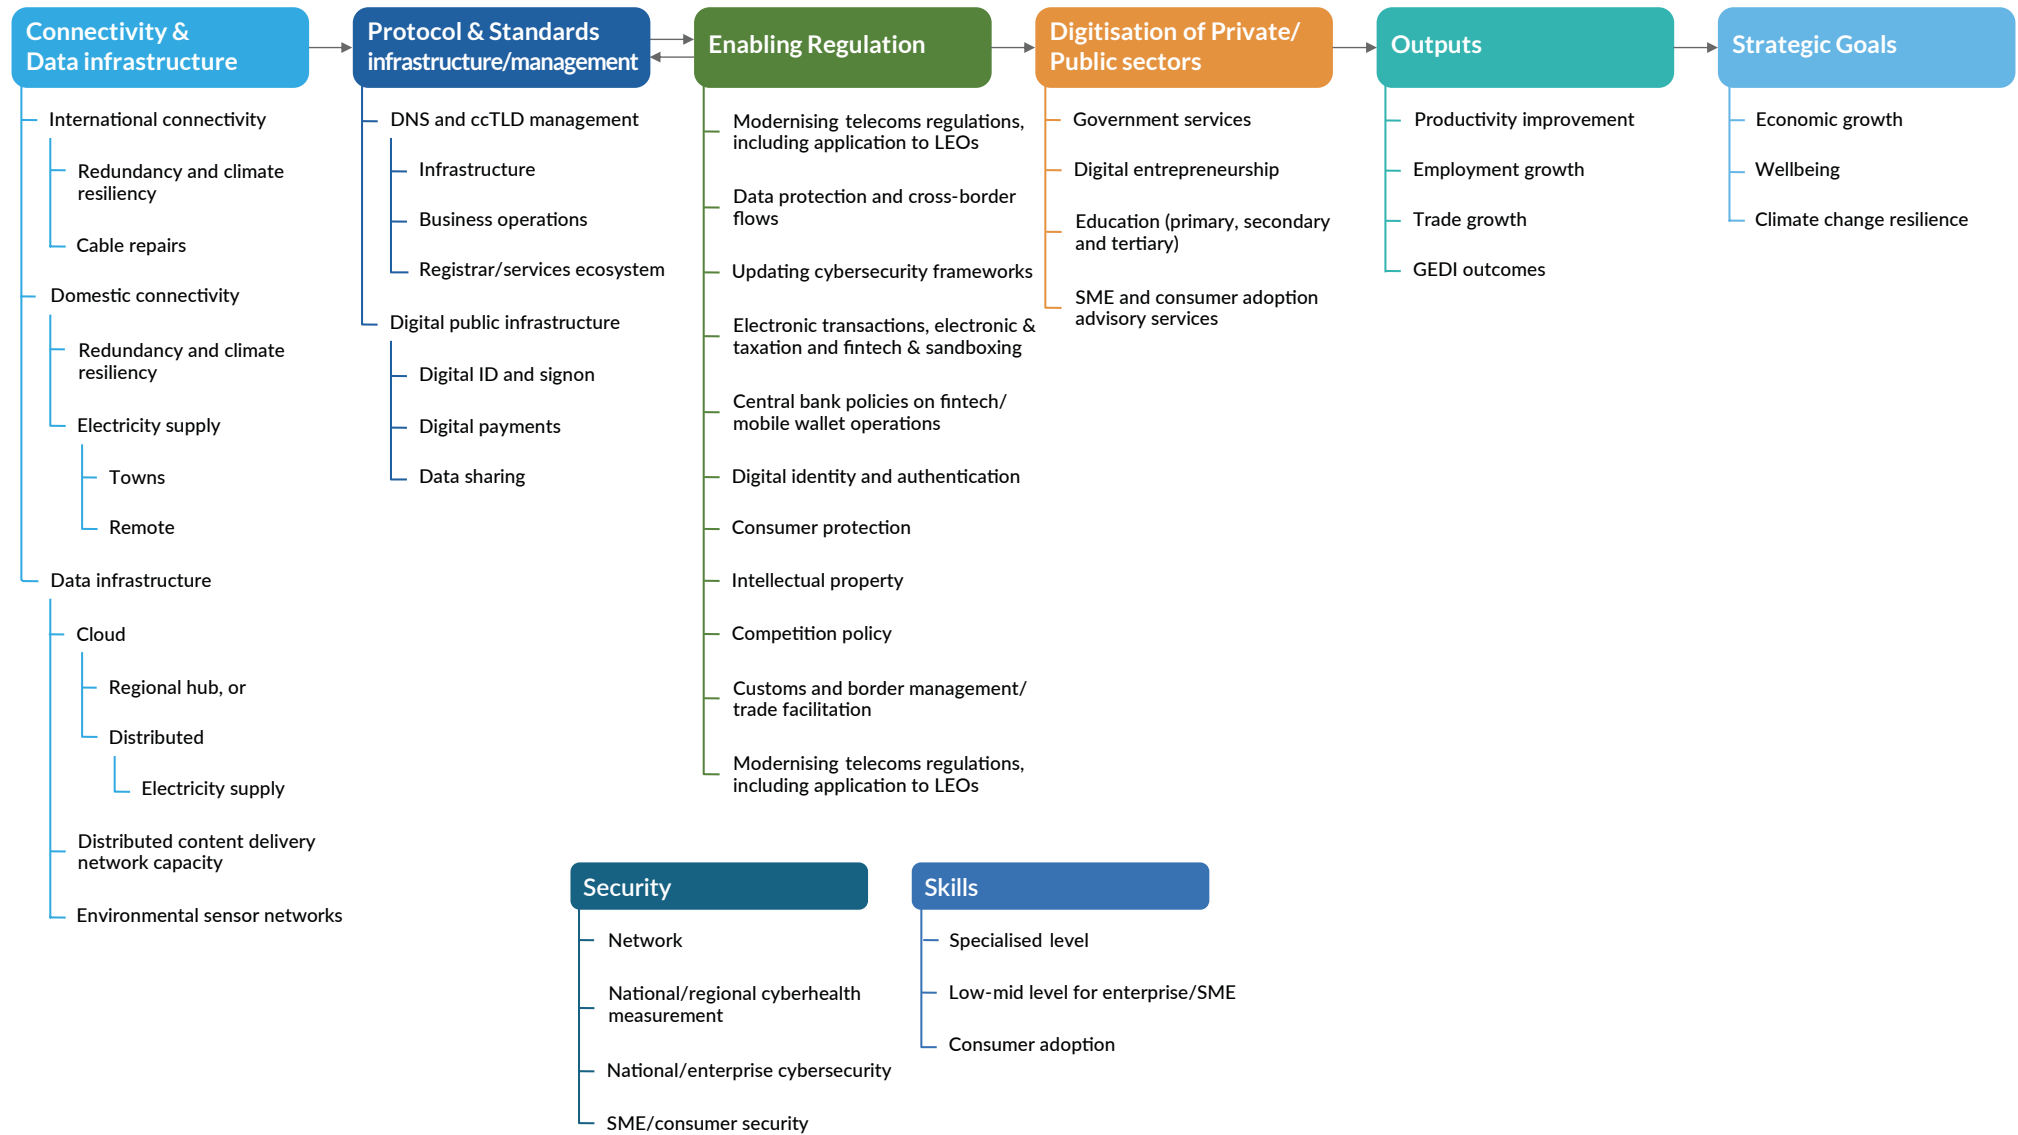 Connectivity &
Data infrastructure
International connectivity
Redundancy and climate
resiliency
Cable repairs
Domestic connectivity
Redundancy and climate
resiliency
Electricity supply
Towns
Remote
Data infrastructure
Cloud
Regional hub, or
Distributed
Electricity supply
Distributed content delivery
network capacity
Environmental sensor networks
Protocol & Standards
infrastructure/management
DNS and ccTLD management
Infrastructure
Business operations
Registrar/services ecosystem
Digital public infrastructure
Digital ID and signon
Digital payments
Data sharing
Enabling Regulation
Modernising telecoms regulations,
including application to LEOs
Data protection and cross-border
flows
Updating cybersecurity frameworks
Electronic transactions, electronic &
taxation and fintech & sandboxing
Central bank policies on fintech/
mobile wallet operations
Digital identity and authentication
Consumer protection
Intellectual property
Competition policy
Customs and border management/
trade facilitation
Modernising telecoms regulations,
including application to LEOs
Digitisation of Private/
Public sectors
Government services
Digital entrepreneurship
Education (primary, secondary
and tertiary)
SME and consumer adoption
advisory services
Outputs
Productivity improvement
Employment growth
Trade growth
GEDI outcomes
Strategic Goals
Economic growth
Wellbeing
Climate change resilience
Security
Network
National/regional cyberhealth
measurement
National/enterprise cybersecurity
SME/consumer security
Skills
Specialised level
Low-mid level for enterprise/SME
Consumer adoption